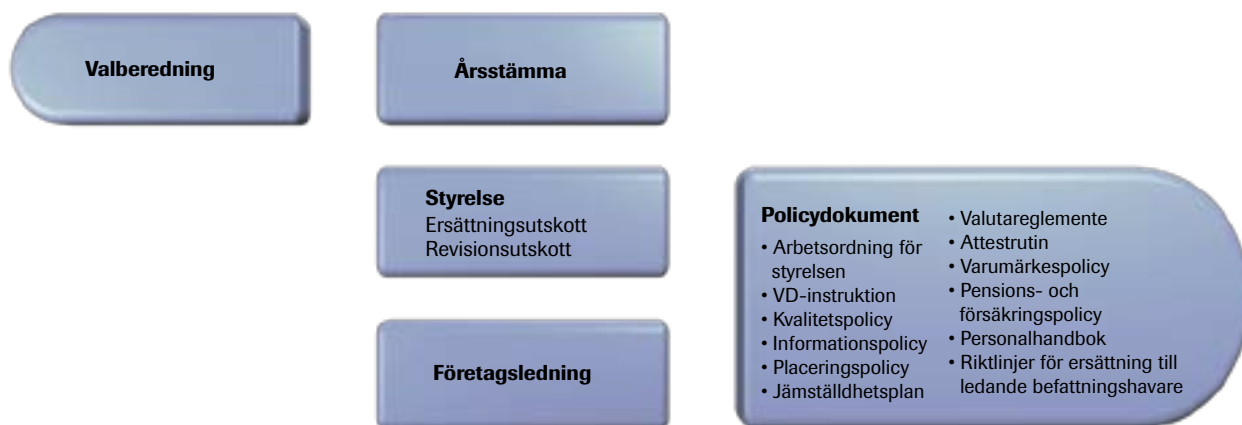 Valberedning
Årsstämma
Styrelse
Ersättningsutskott
Revisionsutskott
Företagsledning
Policydokument
• Arbetsordning för
styrelsen
• VD-instruktion
• Kvalitetspolicy
• Informationspolicy
• Placeringspolicy
• Jämställdhetsplan
• Valutareglemente
• Attestrutin
• Varumärkespolicy
• Pensions- och
försäkringspolicy
• Personalhandbok
• Riktlinjer för ersättning till
ledande befattningshavare